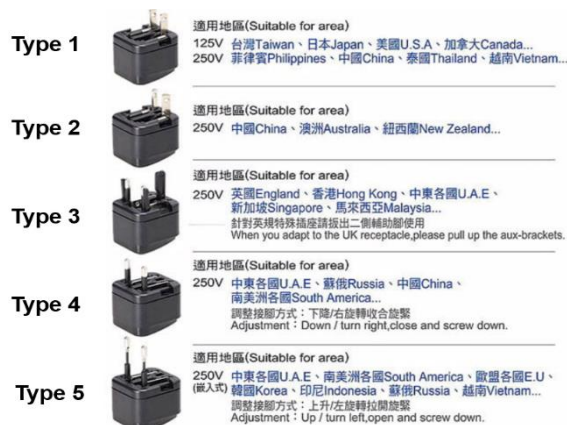 Type 1
適用地區(Suitable for area)
125V 台灣Taiwan、日本Japan、美國U.S.A、加拿大Canada...
250V 菲律賓Philippines、中國China、泰國Thailand、越南Vietnam...
Type 2
適用地區(Suitable for area)
250V 中國China、澳洲Australia、紐西蘭New Zealand...
Type 3
適用地區(Suitable for area)
250V 英國England、香港Hong Kong、中東各國U.A.E、
新加坡Singapore、馬來西亞Malaysia...
針對英規特殊插座請拔出二側輔助腳使用
When you adapt to the UK receptacle,please pull up the aux-brackets.
Type 4
適用地區(Suitable for area)
250V 中東各國U.A.E、蘇俄Russia、中國China、
南美洲各國South America...
調整接腳方式：下降/右旋轉收合旋緊
Adjustment : Down / turn right,close and screw down.
Type 5
適用地區(Suitable for area)
250V 中東各國U.A.E、南美洲各國South America、歐盟各國E.U、
(嵌入式) 韓國Korea、印尼Indonesia、蘇俄Russia、越南Vietnam...
調整接腳方式：上升/左旋轉拉開旋緊
Adjustment : Up / turn left,open and screw down.